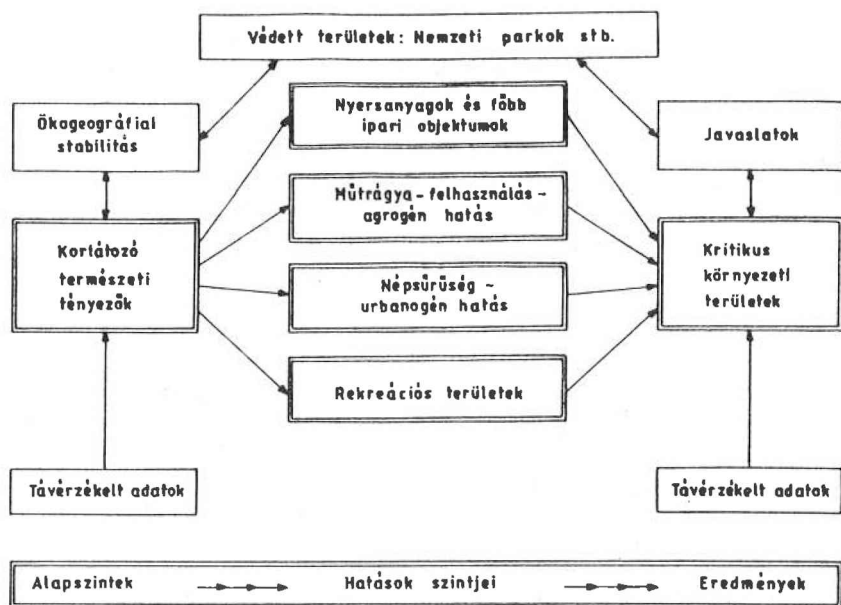 Védett területek: Nemzeti parkok stb.
Ökogeográfiai
stabilitás
Nyersanyagok és főbb
ipari objektumok
Javaslatok
Műtrágya-felhasználás-
agrogén hatás
Korlátozó
természeti
tényezők
Kritikus
környezeti
területek
Népsűrűség-
urbanogén hatás
Rekreációs területek
Távérzékelt adatok
Távérzékelt adatok
Alapszintek Hatások szintjei Eredmények